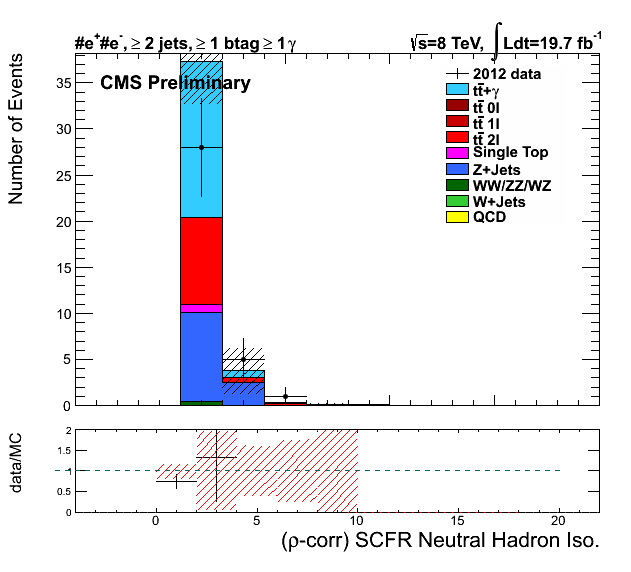 #e⁺#e⁻, ≥ 2 jets, ≥ 1 btag ≥ 1 γ
√s=8 TeV, ∫Ldt=19.7 fb⁻¹
CMS Preliminary
2012 data
tt̄+γ
tt̄ 0l
tt̄ 1l
tt̄ 2l
Single Top
Z+Jets
WW/ZZ/WZ
W+Jets
QCD
Number of Events
35
30
25
20
15
10
5
0
data/MC
2
1.5
1
0.5
0
0 5 10 15 20
(ρ-corr) SCFR Neutral Hadron Iso.